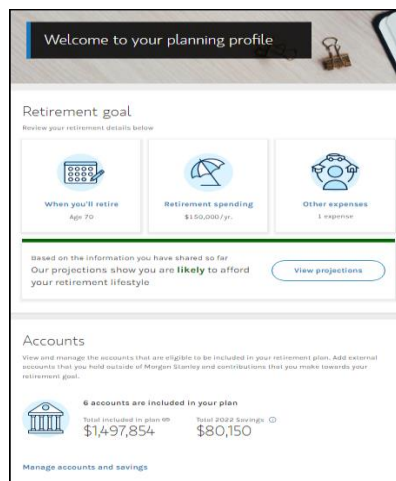 Welcome to your planning profile
Retirement goal
Review your retirement details below
When you'll retire
Age 70
Retirement spending
$150,000/yr.
Other expenses
1 expense
Based on the information you have shared so far
Our projections show you are likely to afford
your retirement lifestyle
View projections
Accounts
View and manage the accounts that are eligible to be included in your retirement plan. Add external
accounts that you hold outside of Morgan Stanley and contributions that you make towards your
retirement goal.
6 accounts are included in your plan
Total included in plan
$1,497,854
Total 2022 Savings
$80,150
Manage accounts and savings